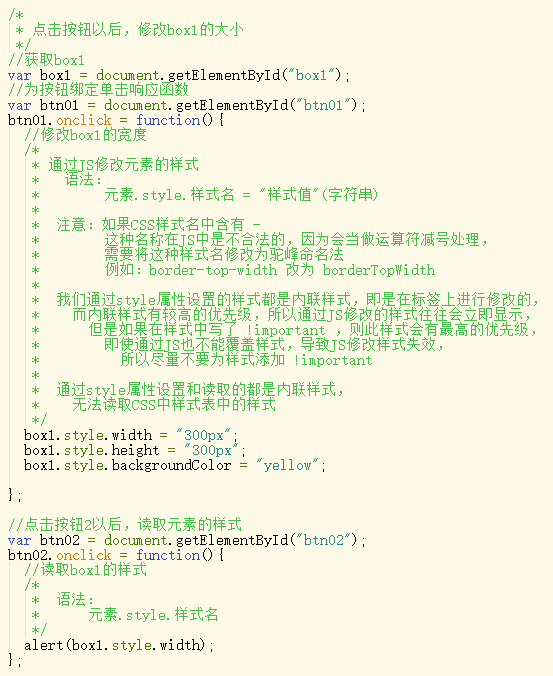 /*
 * 点击按钮以后，修改box1的大小
 */
//获取box1
var box1 = document.getElementById("box1");
//为按钮绑定单击响应函数
var btn01 = document.getElementById("btn01");
btn01.onclick = function(){
  //修改box1的宽度
  /*
   * 通过JS修改元素的样式
   *   语法：
   *        元素.style.样式名 = "样式值"(字符串)
   *
   *  注意：如果CSS样式名中含有 -
   *        这种名称在JS中是不合法的，因为会当做运算符减号处理，
   *        需要将这种样式名修改为驼峰命名法
   *        例如：border-top-width 改为 borderTopWidth
   *
   *  我们通过style属性设置的样式都是内联样式，即是在标签上进行修改的，
   *    而内联样式有较高的优先级，所以通过JS修改的样式往往会立即显示，
   *      但是如果在样式中写了 !important ，则此样式会有最高的优先级，
   *        即使通过JS也不能覆盖样式，导致JS修改样式失效，
   *          所以尽量不要为样式添加 !important
   *
   *  通过style属性设置和读取的都是内联样式，
   *    无法读取CSS中样式表中的样式
   */
  box1.style.width = "300px";
  box1.style.height = "300px";
  box1.style.backgroundColor = "yellow";
};
//点击按钮2以后，读取元素的样式
var btn02 = document.getElementById("btn02");
btn02.onclick = function(){
  //读取box1的样式
  /*
   *  语法：
   *      元素.style.样式名
   */
  alert(box1.style.width);
};